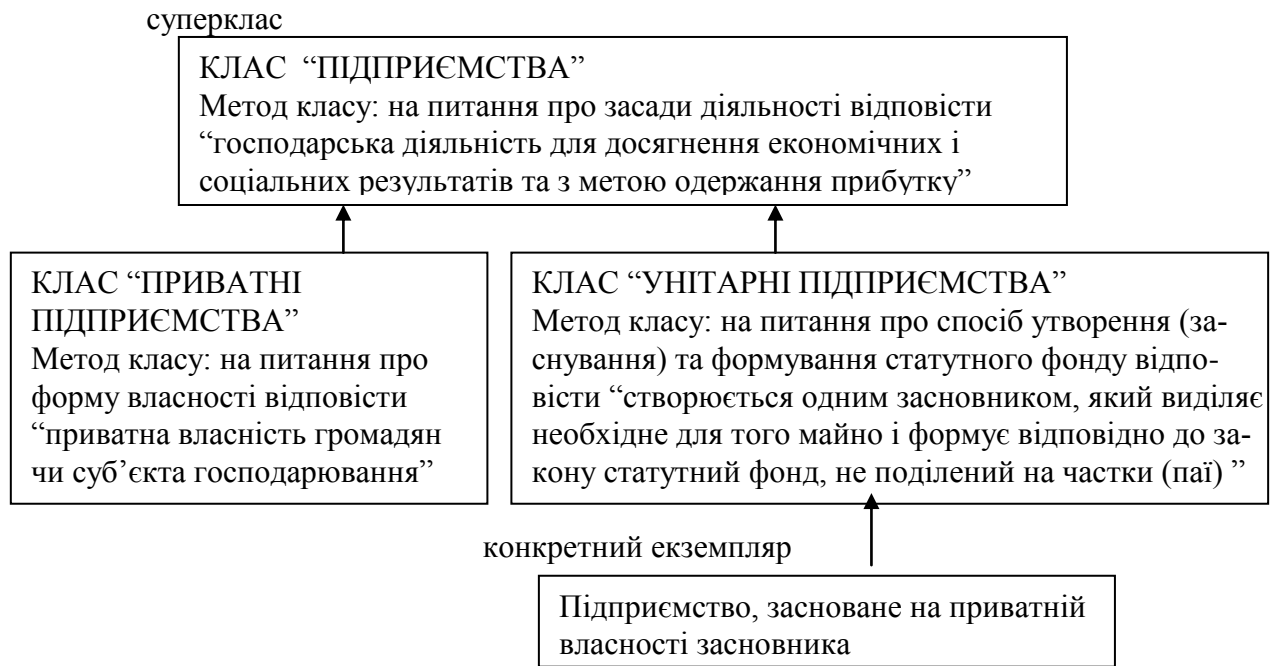 суперклас
КЛАС “ПІДПРИЄМСТВА”
Метод класу: на питання про засади діяльності відповісти
“господарська діяльність для досягнення економічних і
соціальних результатів та з метою одержання прибутку”
КЛАС “ПРИВАТНІ
ПІДПРИЄМСТВА”
Метод класу: на питання про
форму власності відповісти
“приватна власність громадян
чи суб’єкта господарювання”
КЛАС “УНІТАРНІ ПІДПРИЄМСТВА”
Метод класу: на питання про спосіб утворення (за-
снування) та формування статутного фонду відпо-
вісти “створюється одним засновником, який виділяє
необхідне для того майно і формує відповідно до за-
кону статутний фонд, не поділений на частки (паї) ”
конкретний екземпляр
Підприємство, засноване на приватній
власності засновника